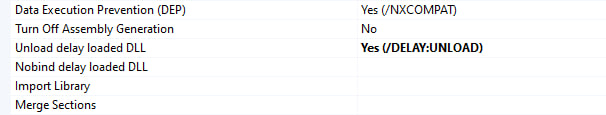 Data Execution Prevention (DEP) Yes (/NXCOMPAT)
Turn Off Assembly Generation No
Unload delay loaded DLL Yes (/DELAY:UNLOAD)
Nobind delay loaded DLL
Import Library
Merge Sections